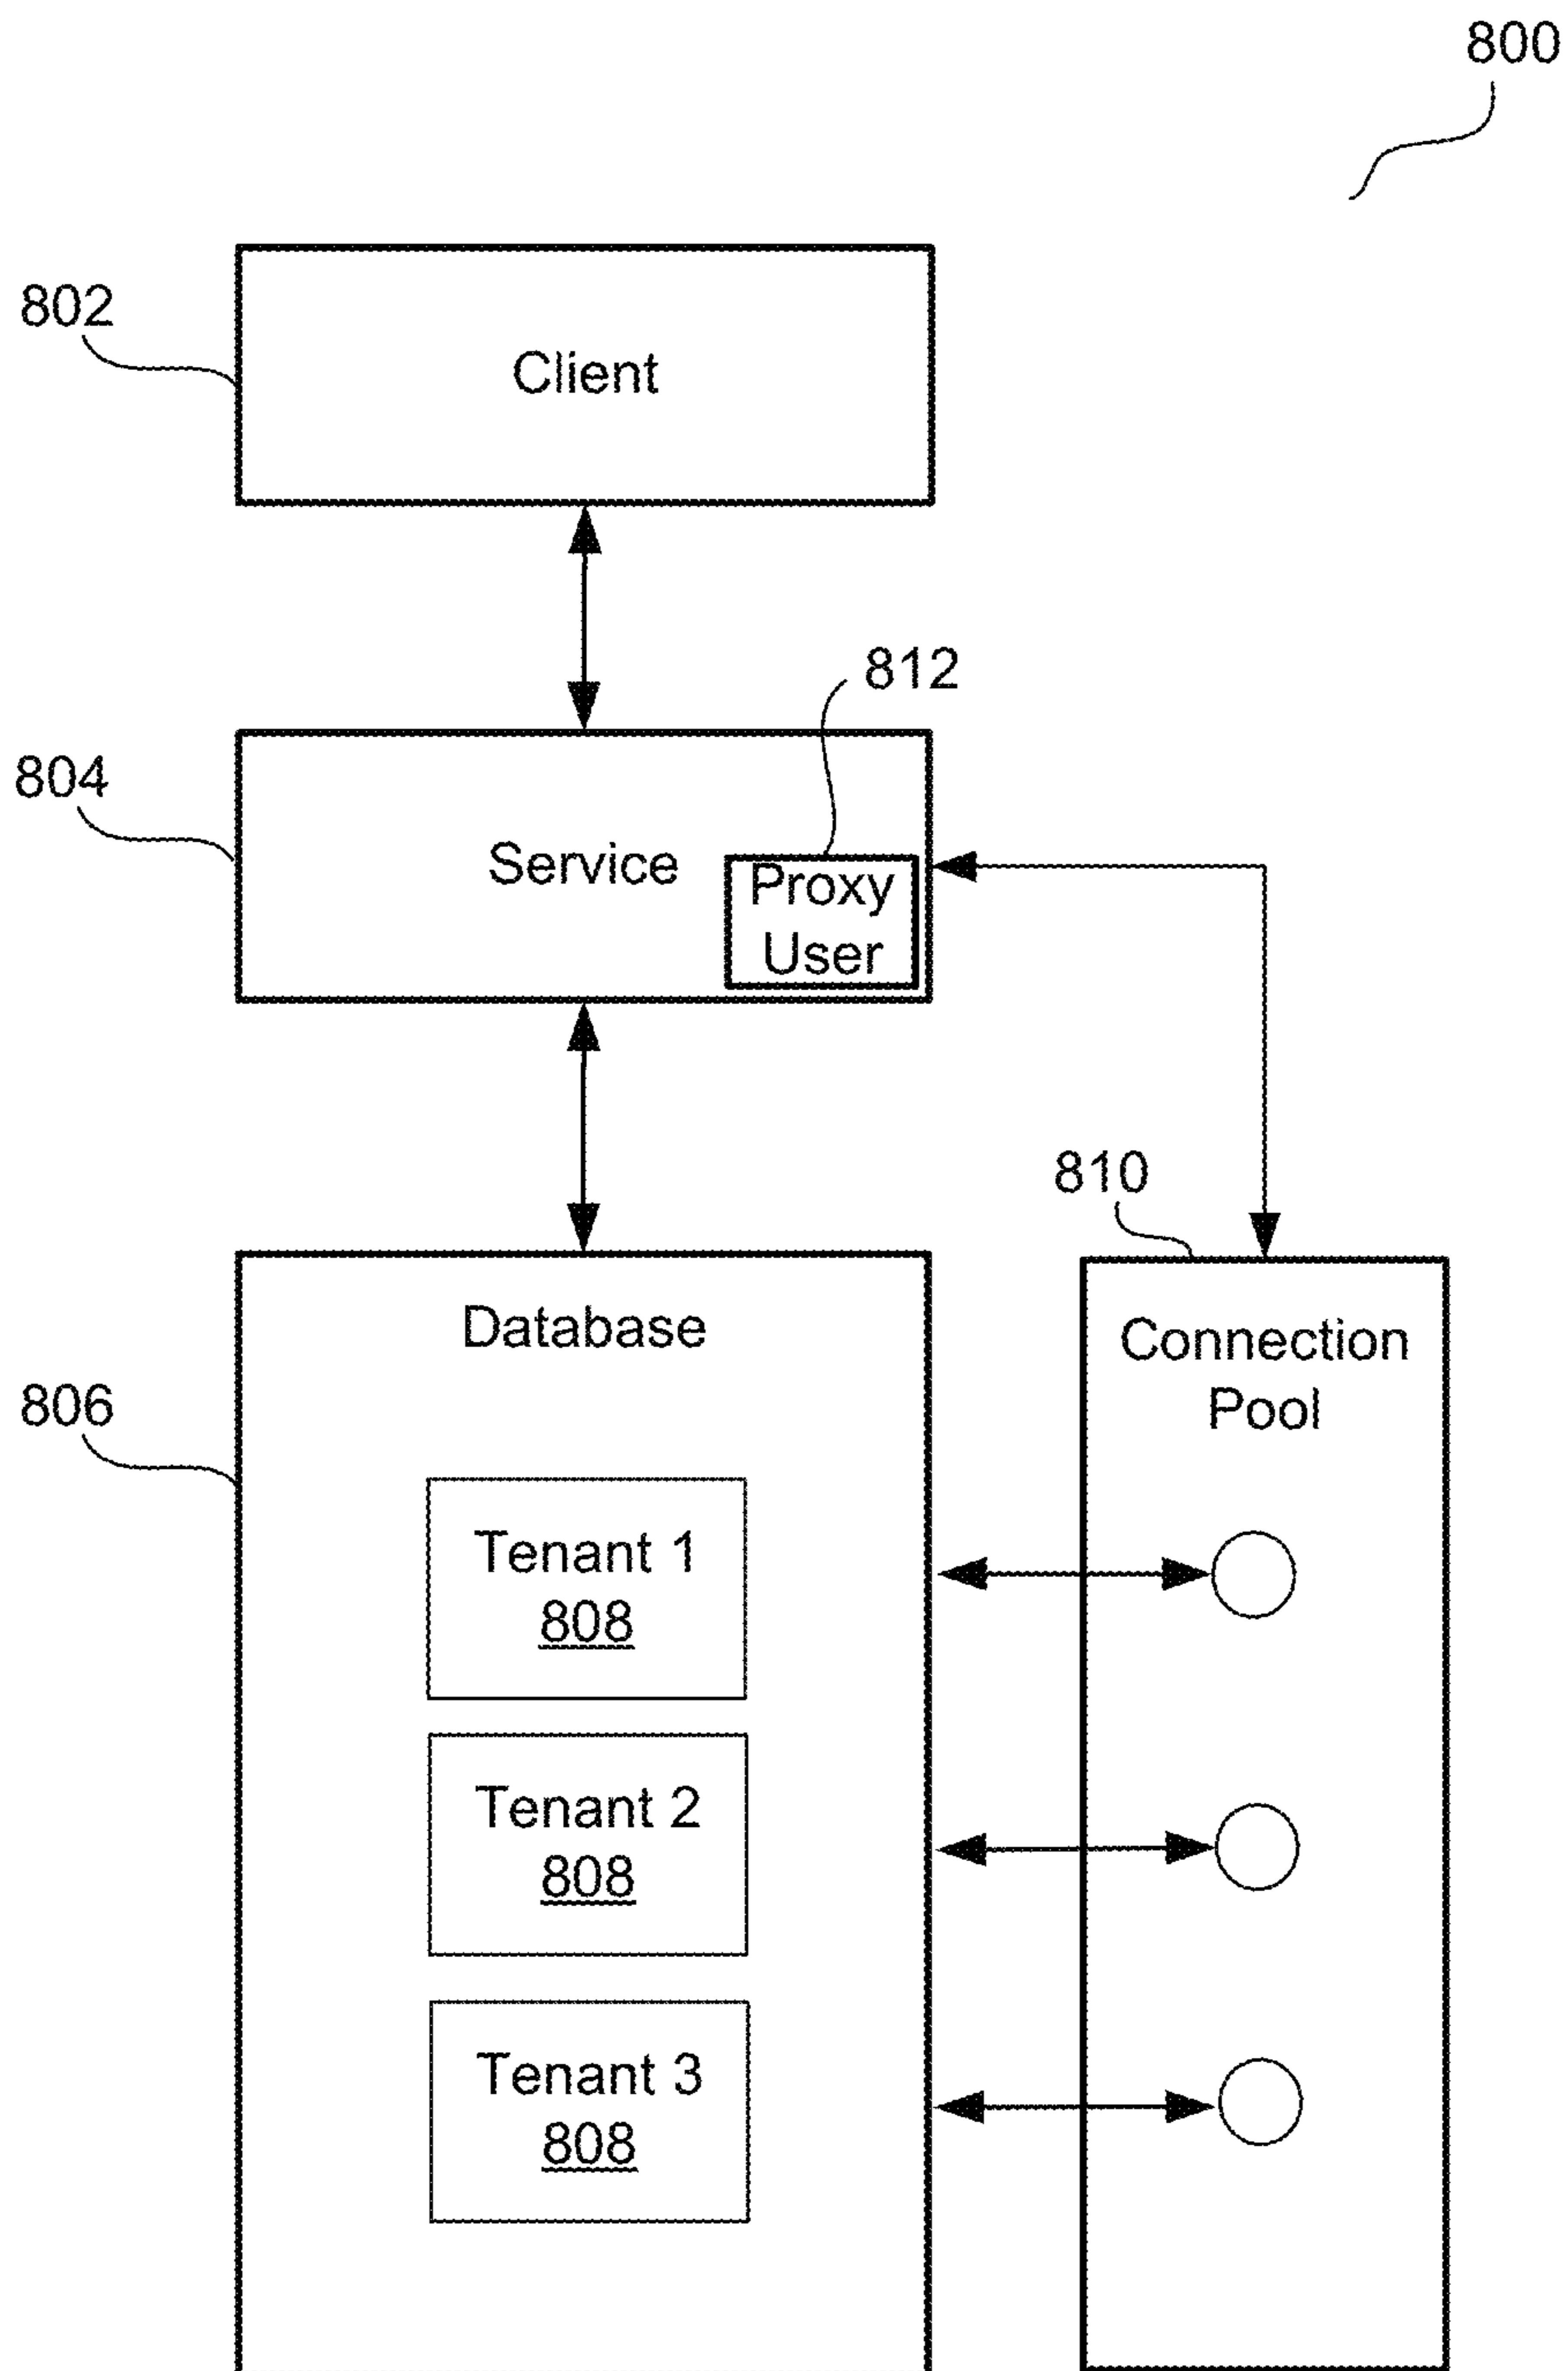 800
802
Client
812
804
Service
Proxy
User
810
Database
Connection
Pool
806
Tenant 1
808
Tenant 2
808
Tenant 3
808